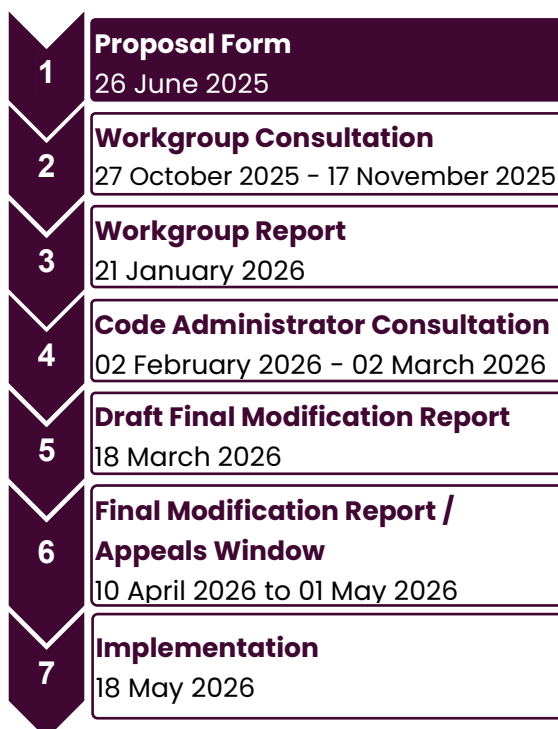 1
Proposal Form
26 June 2025
2
Workgroup Consultation
27 October 2025 - 17 November 2025
3
Workgroup Report
21 January 2026
4
Code Administrator Consultation
02 February 2026 - 02 March 2026
5
Draft Final Modification Report
18 March 2026
6
Final Modification Report /
Appeals Window
10 April 2026 to 01 May 2026
7
Implementation
18 May 2026